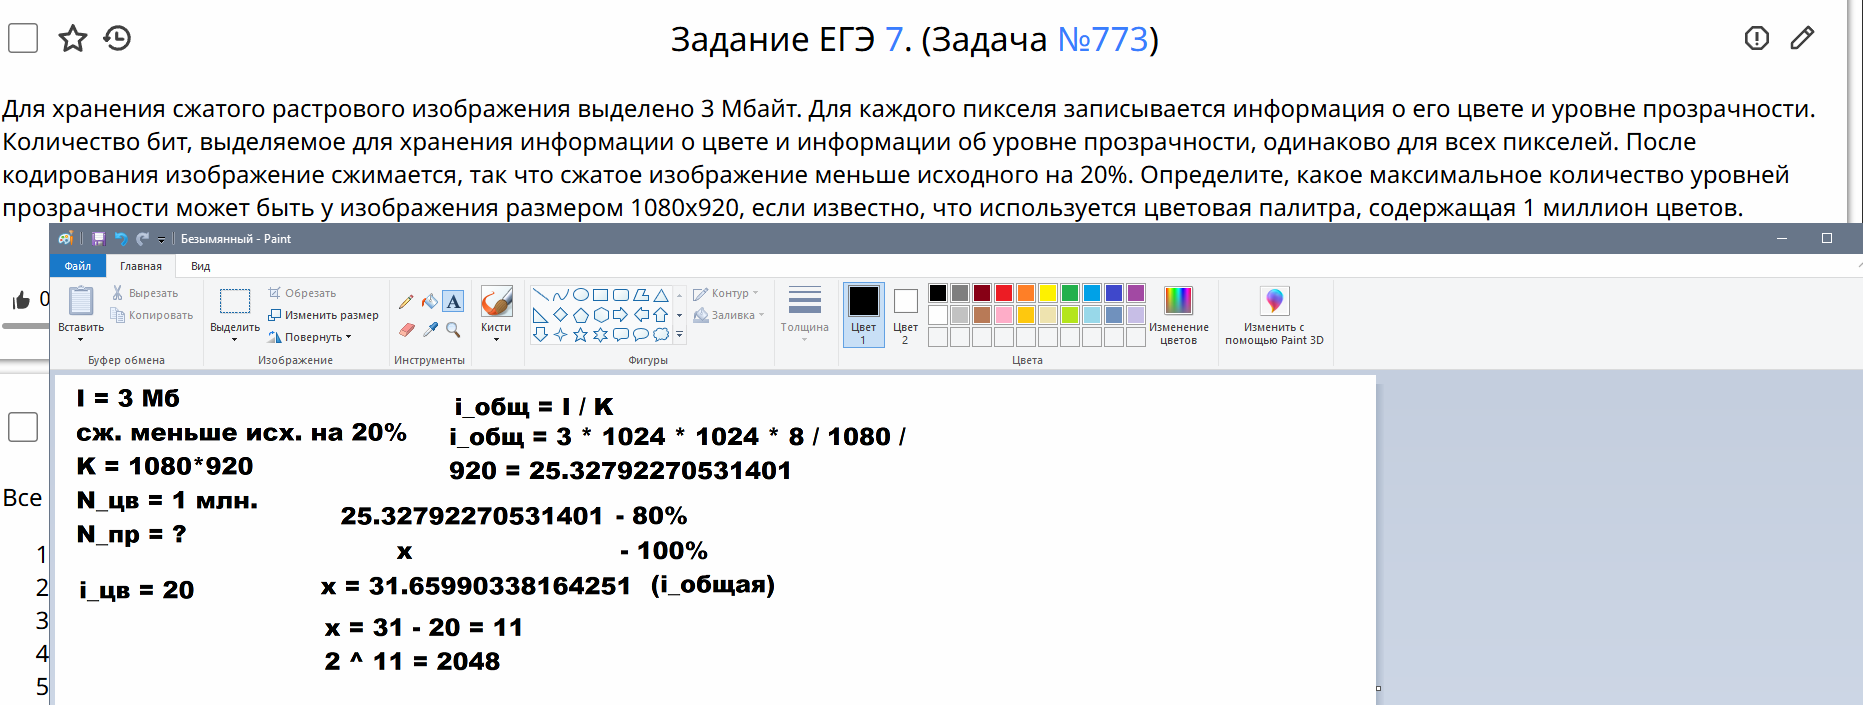 Задание ЕГЭ 7. (Задача №773)
Для хранения сжатого растрового изображения выделено 3 Мбайт. Для каждого пикселя записывается информация о его цвете и уровне прозрачности.
Количество бит, выделяемое для хранения информации о цвете и информации об уровне прозрачности, одинаково для всех пикселей. После
кодирования изображение сжимается, так что сжатое изображение меньше исходного на 20%. Определите, какое максимальное количество уровней
прозрачности может быть у изображения размером 1080x920, если известно, что используется цветовая палитра, содержащая 1 миллион цветов.
Безымянный - Paint
Файл Главная Вид
0
Вставить
Вырезать
Копировать
Буфер обмена
Выделить
Обрезать
Изменить размер
Повернуть
Изображение
A
Инструменты
Кисти
Контур
Заливка
Фигуры
Толщина
Цвет
1
Цвет
2
Изменение
цветов
Цвета
Изменить с
помощью Paint 3D
I = 3 Мб
сж. меньше исх. на 20%
K = 1080*920
N_цв = 1 млн.
N_пр = ?
i_цв = 20
i_общ = I / K
i_общ = 3 * 1024 * 1024 * 8 / 1080 /
920 = 25.32792270531401
25.32792270531401 - 80%
x - 100%
x = 31.65990338164251 (i_общая)
x = 31 - 20 = 11
2 ^ 11 = 2048
Все
1
2
3
4
5